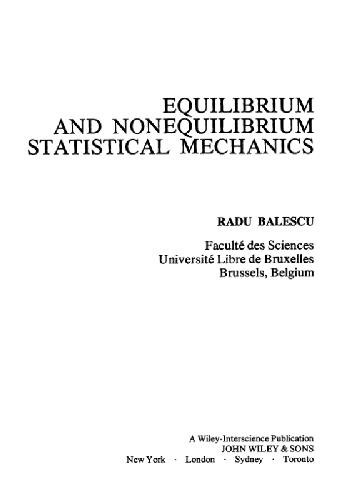 EQUILIBRIUM
AND NONEQUILIBRIUM
STATISTICAL MECHANICS
RADU BALESCU
Faculté des Sciences
Université Libre de Bruxelles
Brussels, Belgium
A Wiley-Interscience Publication
JOHN WILEY & SONS
New York · London · Sydney · Toronto